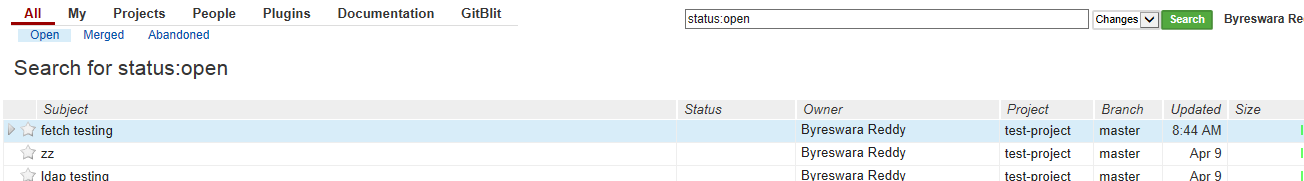 All My Projects People Plugins Documentation GitBlit
status:open Changes Search Byreswara Re
Open Merged Abandoned
Search for status:open
Subject Status Owner Project Branch Updated Size
fetch testing Byreswara Reddy test-project master 8:44 AM
zz Byreswara Reddy test-project master Apr 9
ldap testing Byreswara Reddy test-project master Apr 9